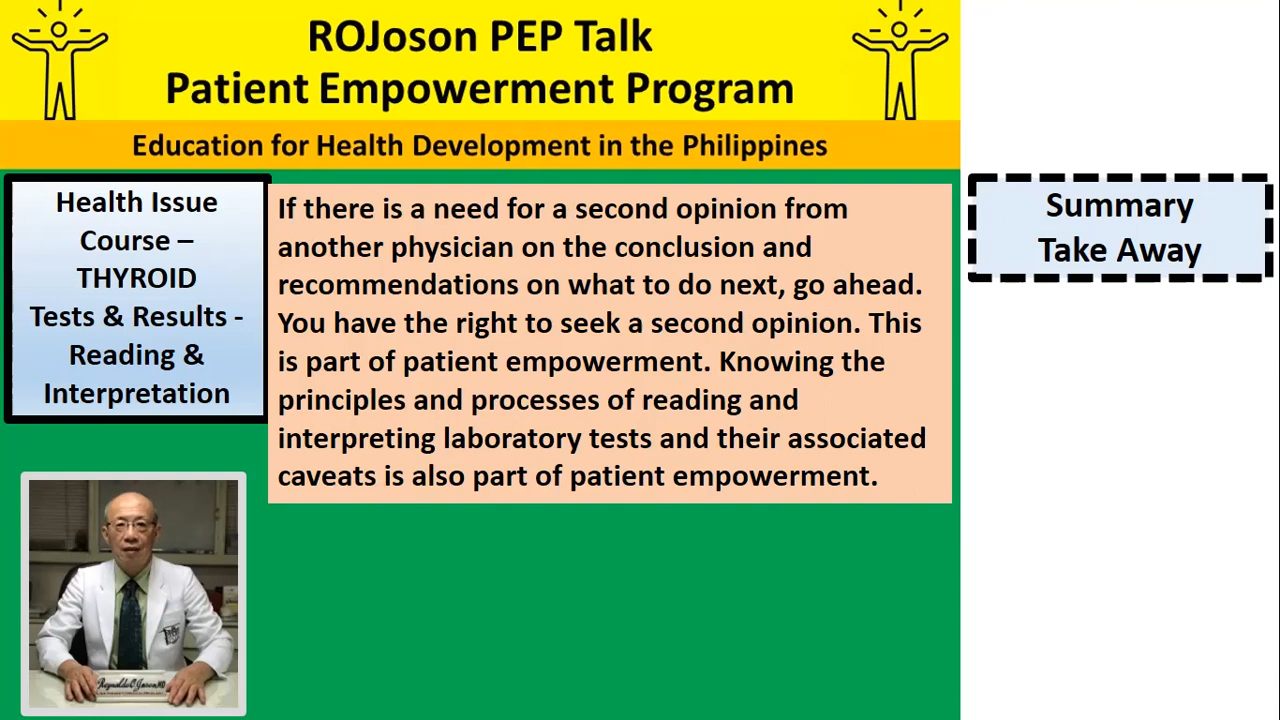 ROJoson PEP Talk
Patient Empowerment Program
Education for Health Development in the Philippines
Health Issue
Course –
THYROID
Tests & Results -
Reading &
Interpretation
If there is a need for a second opinion from
another physician on the conclusion and
recommendations on what to do next, go ahead.
You have the right to seek a second opinion. This
is part of patient empowerment. Knowing the
principles and processes of reading and
interpreting laboratory tests and their associated
caveats is also part of patient empowerment.
Summary
Take Away
Reynaldo O. Joson, MD